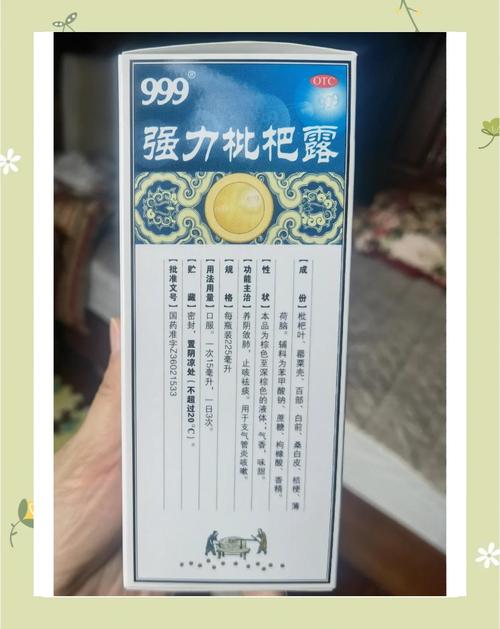 999®
OTC
强力枇杷露
【成份】枇杷叶、罂粟壳、百部、白前、桑白皮、桔梗、薄
荷脑。辅料为苯甲酸钠、蔗糖、枸橼酸、香精。
【性状】本品为棕色至深棕色的液体；气香，味甜。
【功能主治】养阴敛肺，止咳祛痰。用于支气管炎咳嗽。
【规格】每瓶装225毫升
【用法用量】口服。一次15毫升，一日3次。
【贮藏】密封，置阴凉处（不超过20℃）。
【批准文号】国药准字Z36021533